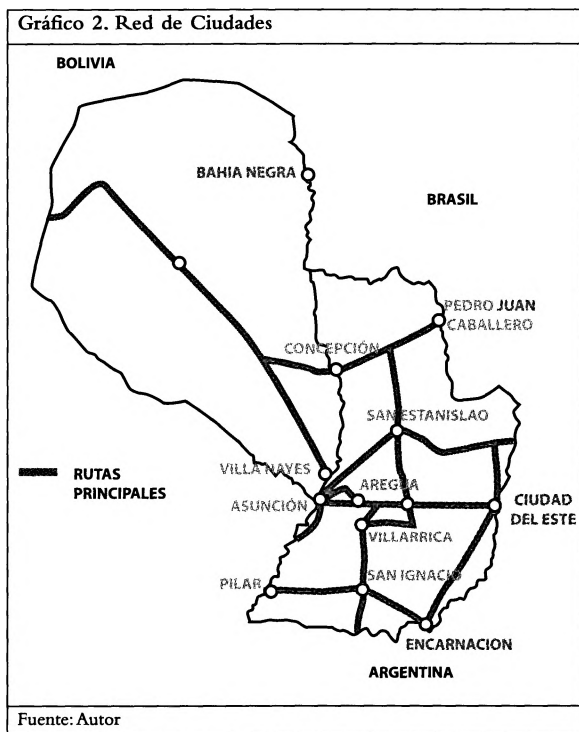 Gráfico 2. Red de Ciudades
BOLIVIA
BAHIA NEGRA
BRASIL
PEDRO JUAN
CABALLERO
CONCEPCIÓN
SAN ESTANISLAO
VILLA HAYES
RUTAS
PRINCIPALES
AREGUA
ASUNCIÓN
CIUDAD
DEL ESTE
VILLARRICA
SAN IGNACIO
PILAR
ENCARNACION
ARGENTINA
Fuente: Autor